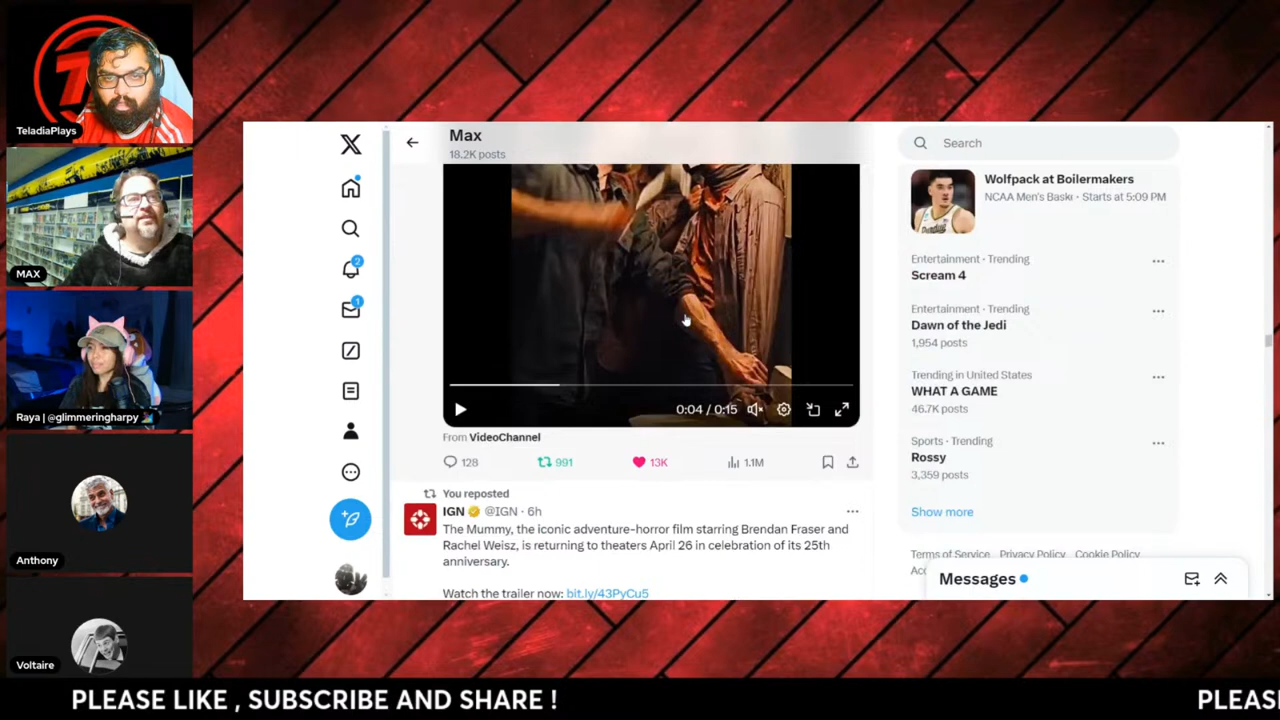 TeladiaPlays
MAX
Raya | @glimmeringharpy
Anthony
Voltaire
Max
18.2K posts
0:04 / 0:15
From VideoChannel
128
991
13K
1.1M
You reposted
IGN @IGN · 6h
The Mummy, the iconic adventure-horror film starring Brendan Fraser and
Rachel Weisz, is returning to theaters April 26 in celebration of its 25th
anniversary.
Watch the trailer now: bit.ly/43PyCu5
2
1
Search
Wolfpack at Boilermakers
NCAA Men's Bask · Starts at 5:09 PM
Entertainment · Trending
Scream 4
Entertainment · Trending
Dawn of the Jedi
1,954 posts
Trending in United States
WHAT A GAME
46.7K posts
Sports · Trending
Rossy
3,359 posts
Show more
Terms of Service Privacy Policy Cookie Policy
Messages
PLEASE LIKE , SUBSCRIBE AND SHARE !
PLEAS